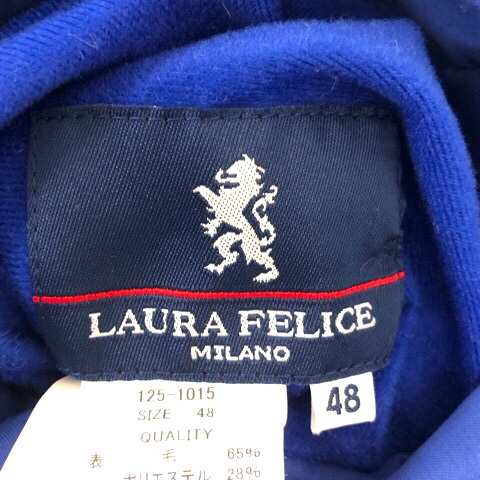 LAURA FELICE
MILANO
48
125-1015
SIZE 48
QUALITY
表 毛 65%
ポリエステル 28%